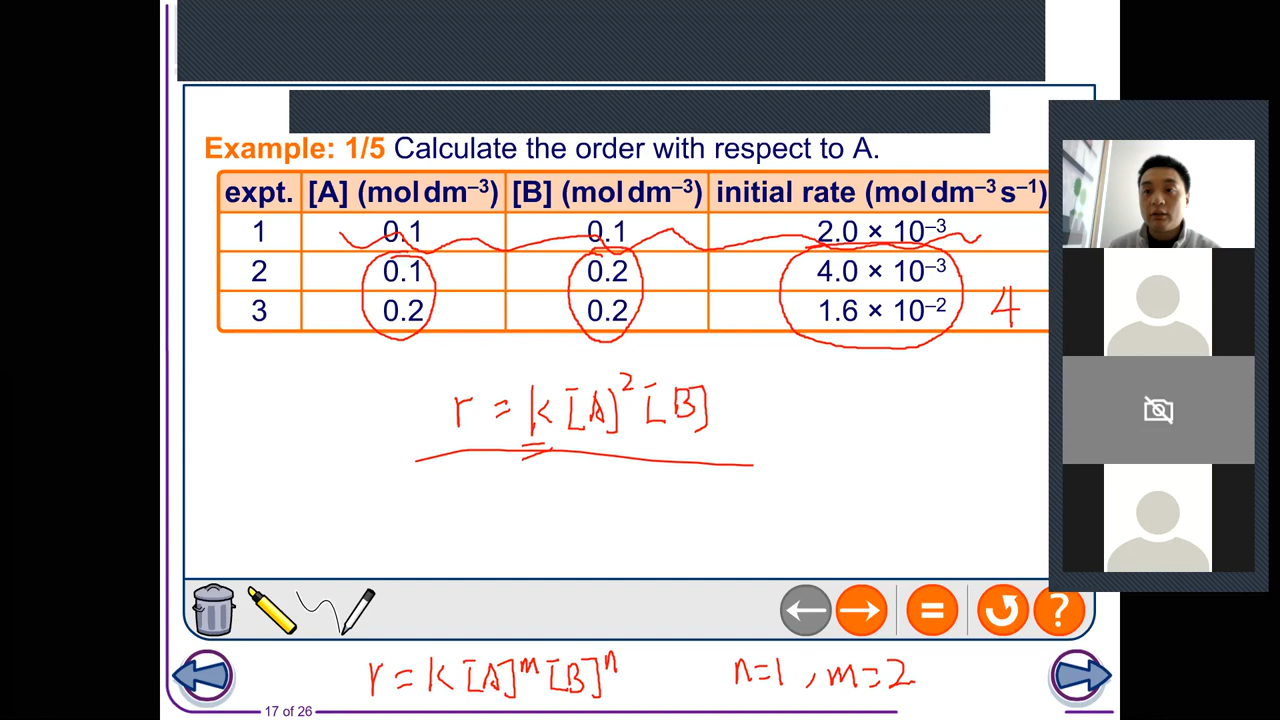 Example: 1/5 Calculate the order with respect to A.
expt. [A] (mol dm⁻³) [B] (mol dm⁻³) initial rate (mol dm⁻³ s⁻¹)
1 0.1 0.1 2.0 × 10⁻³
2 0.1 0.2 4.0 × 10⁻³
3 0.2 0.2 1.6 × 10⁻² 4
r = k [A]² [B]
= ?
r = k [A]ᵐ [B]ⁿ n=1 , m=2
17 of 26